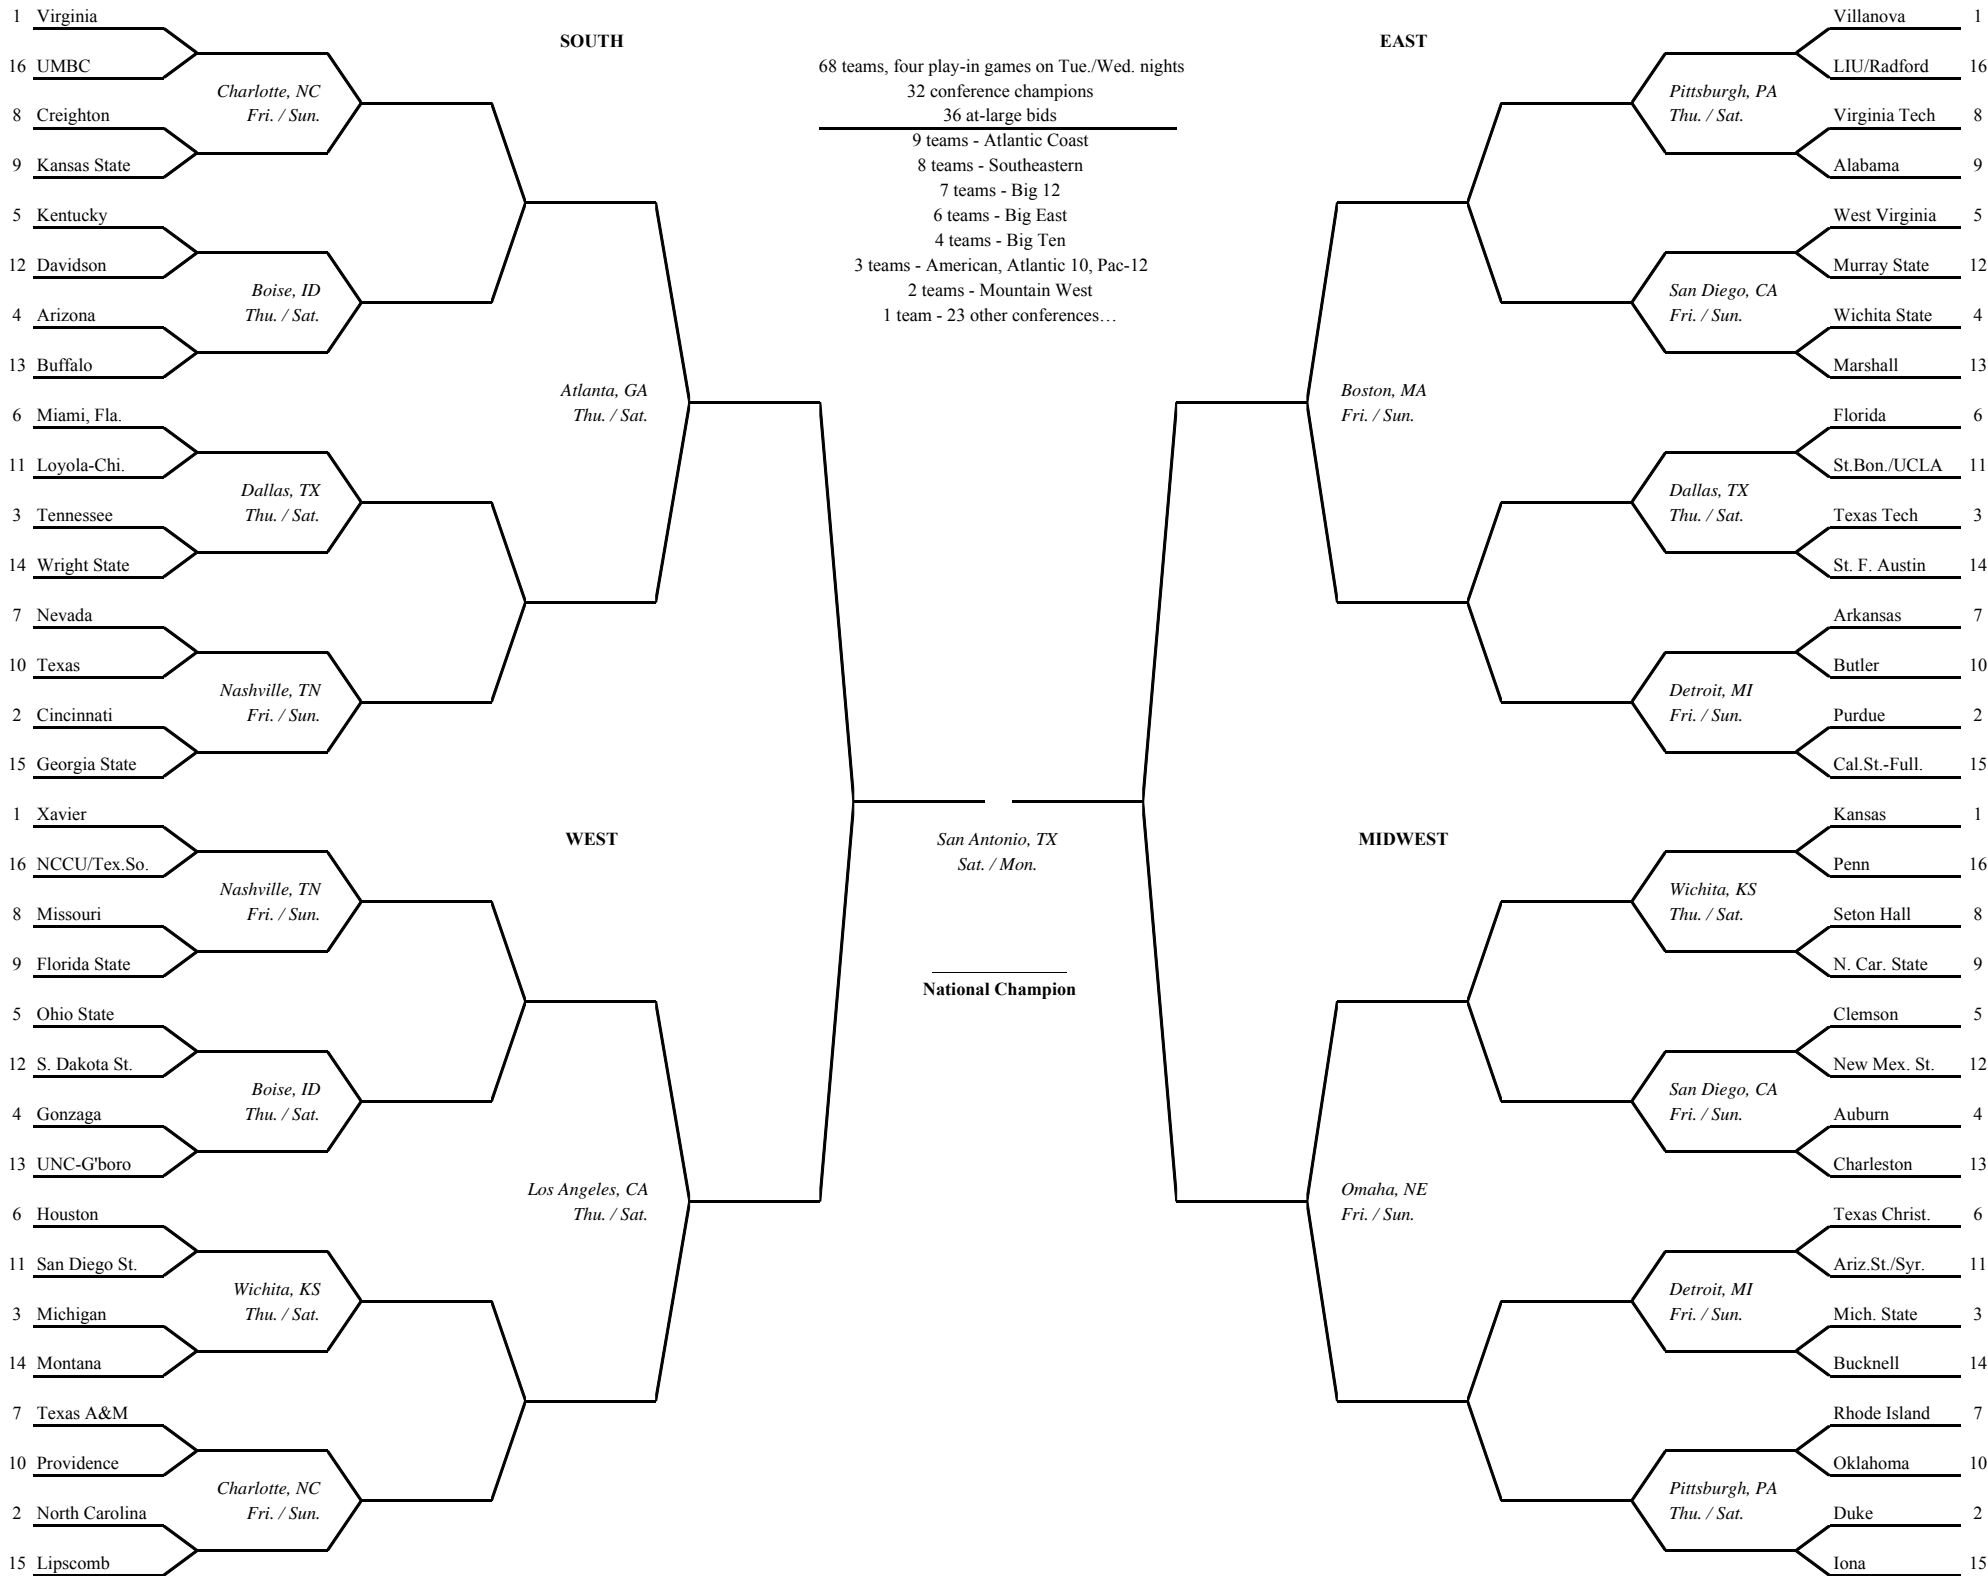 SOUTH
1 Virginia
16 UMBC
Charlotte, NC
Fri. / Sun.
8 Creighton
9 Kansas State
5 Kentucky
12 Davidson
Boise, ID
Thu. / Sat.
4 Arizona
13 Buffalo
Atlanta, GA
Thu. / Sat.
6 Miami, Fla.
11 Loyola-Chi.
Dallas, TX
Thu. / Sat.
3 Tennessee
14 Wright State
7 Nevada
10 Texas
Nashville, TN
Fri. / Sun.
2 Cincinnati
15 Georgia State
WEST
1 Xavier
16 NCCU/Tex.So.
Nashville, TN
Fri. / Sun.
8 Missouri
9 Florida State
5 Ohio State
12 S. Dakota St.
Boise, ID
Thu. / Sat.
4 Gonzaga
13 UNC-G'boro
Los Angeles, CA
Thu. / Sat.
6 Houston
11 San Diego St.
Wichita, KS
Thu. / Sat.
3 Michigan
14 Montana
7 Texas A&M
10 Providence
Charlotte, NC
Fri. / Sun.
2 North Carolina
15 Lipscomb
68 teams, four play-in games on Tue./Wed. nights
32 conference champions
36 at-large bids
9 teams - Atlantic Coast
8 teams - Southeastern
7 teams - Big 12
6 teams - Big East
4 teams - Big Ten
3 teams - American, Atlantic 10, Pac-12
2 teams - Mountain West
1 team - 23 other conferences…
San Antonio, TX
Sat. / Mon.
National Champion
EAST
Villanova 1
LIU/Radford 16
Pittsburgh, PA
Thu. / Sat.
Virginia Tech 8
Alabama 9
West Virginia 5
Murray State 12
San Diego, CA
Fri. / Sun.
Wichita State 4
Marshall 13
Boston, MA
Fri. / Sun.
Florida 6
St.Bon./UCLA 11
Dallas, TX
Thu. / Sat.
Texas Tech 3
St. F. Austin 14
Arkansas 7
Butler 10
Detroit, MI
Fri. / Sun.
Purdue 2
Cal.St.-Full. 15
MIDWEST
Kansas 1
Penn 16
Wichita, KS
Thu. / Sat.
Seton Hall 8
N. Car. State 9
Clemson 5
New Mex. St. 12
San Diego, CA
Fri. / Sun.
Auburn 4
Charleston 13
Omaha, NE
Fri. / Sun.
Texas Christ. 6
Ariz.St./Syr. 11
Detroit, MI
Fri. / Sun.
Mich. State 3
Bucknell 14
Rhode Island 7
Oklahoma 10
Pittsburgh, PA
Thu. / Sat.
Duke 2
Iona 15